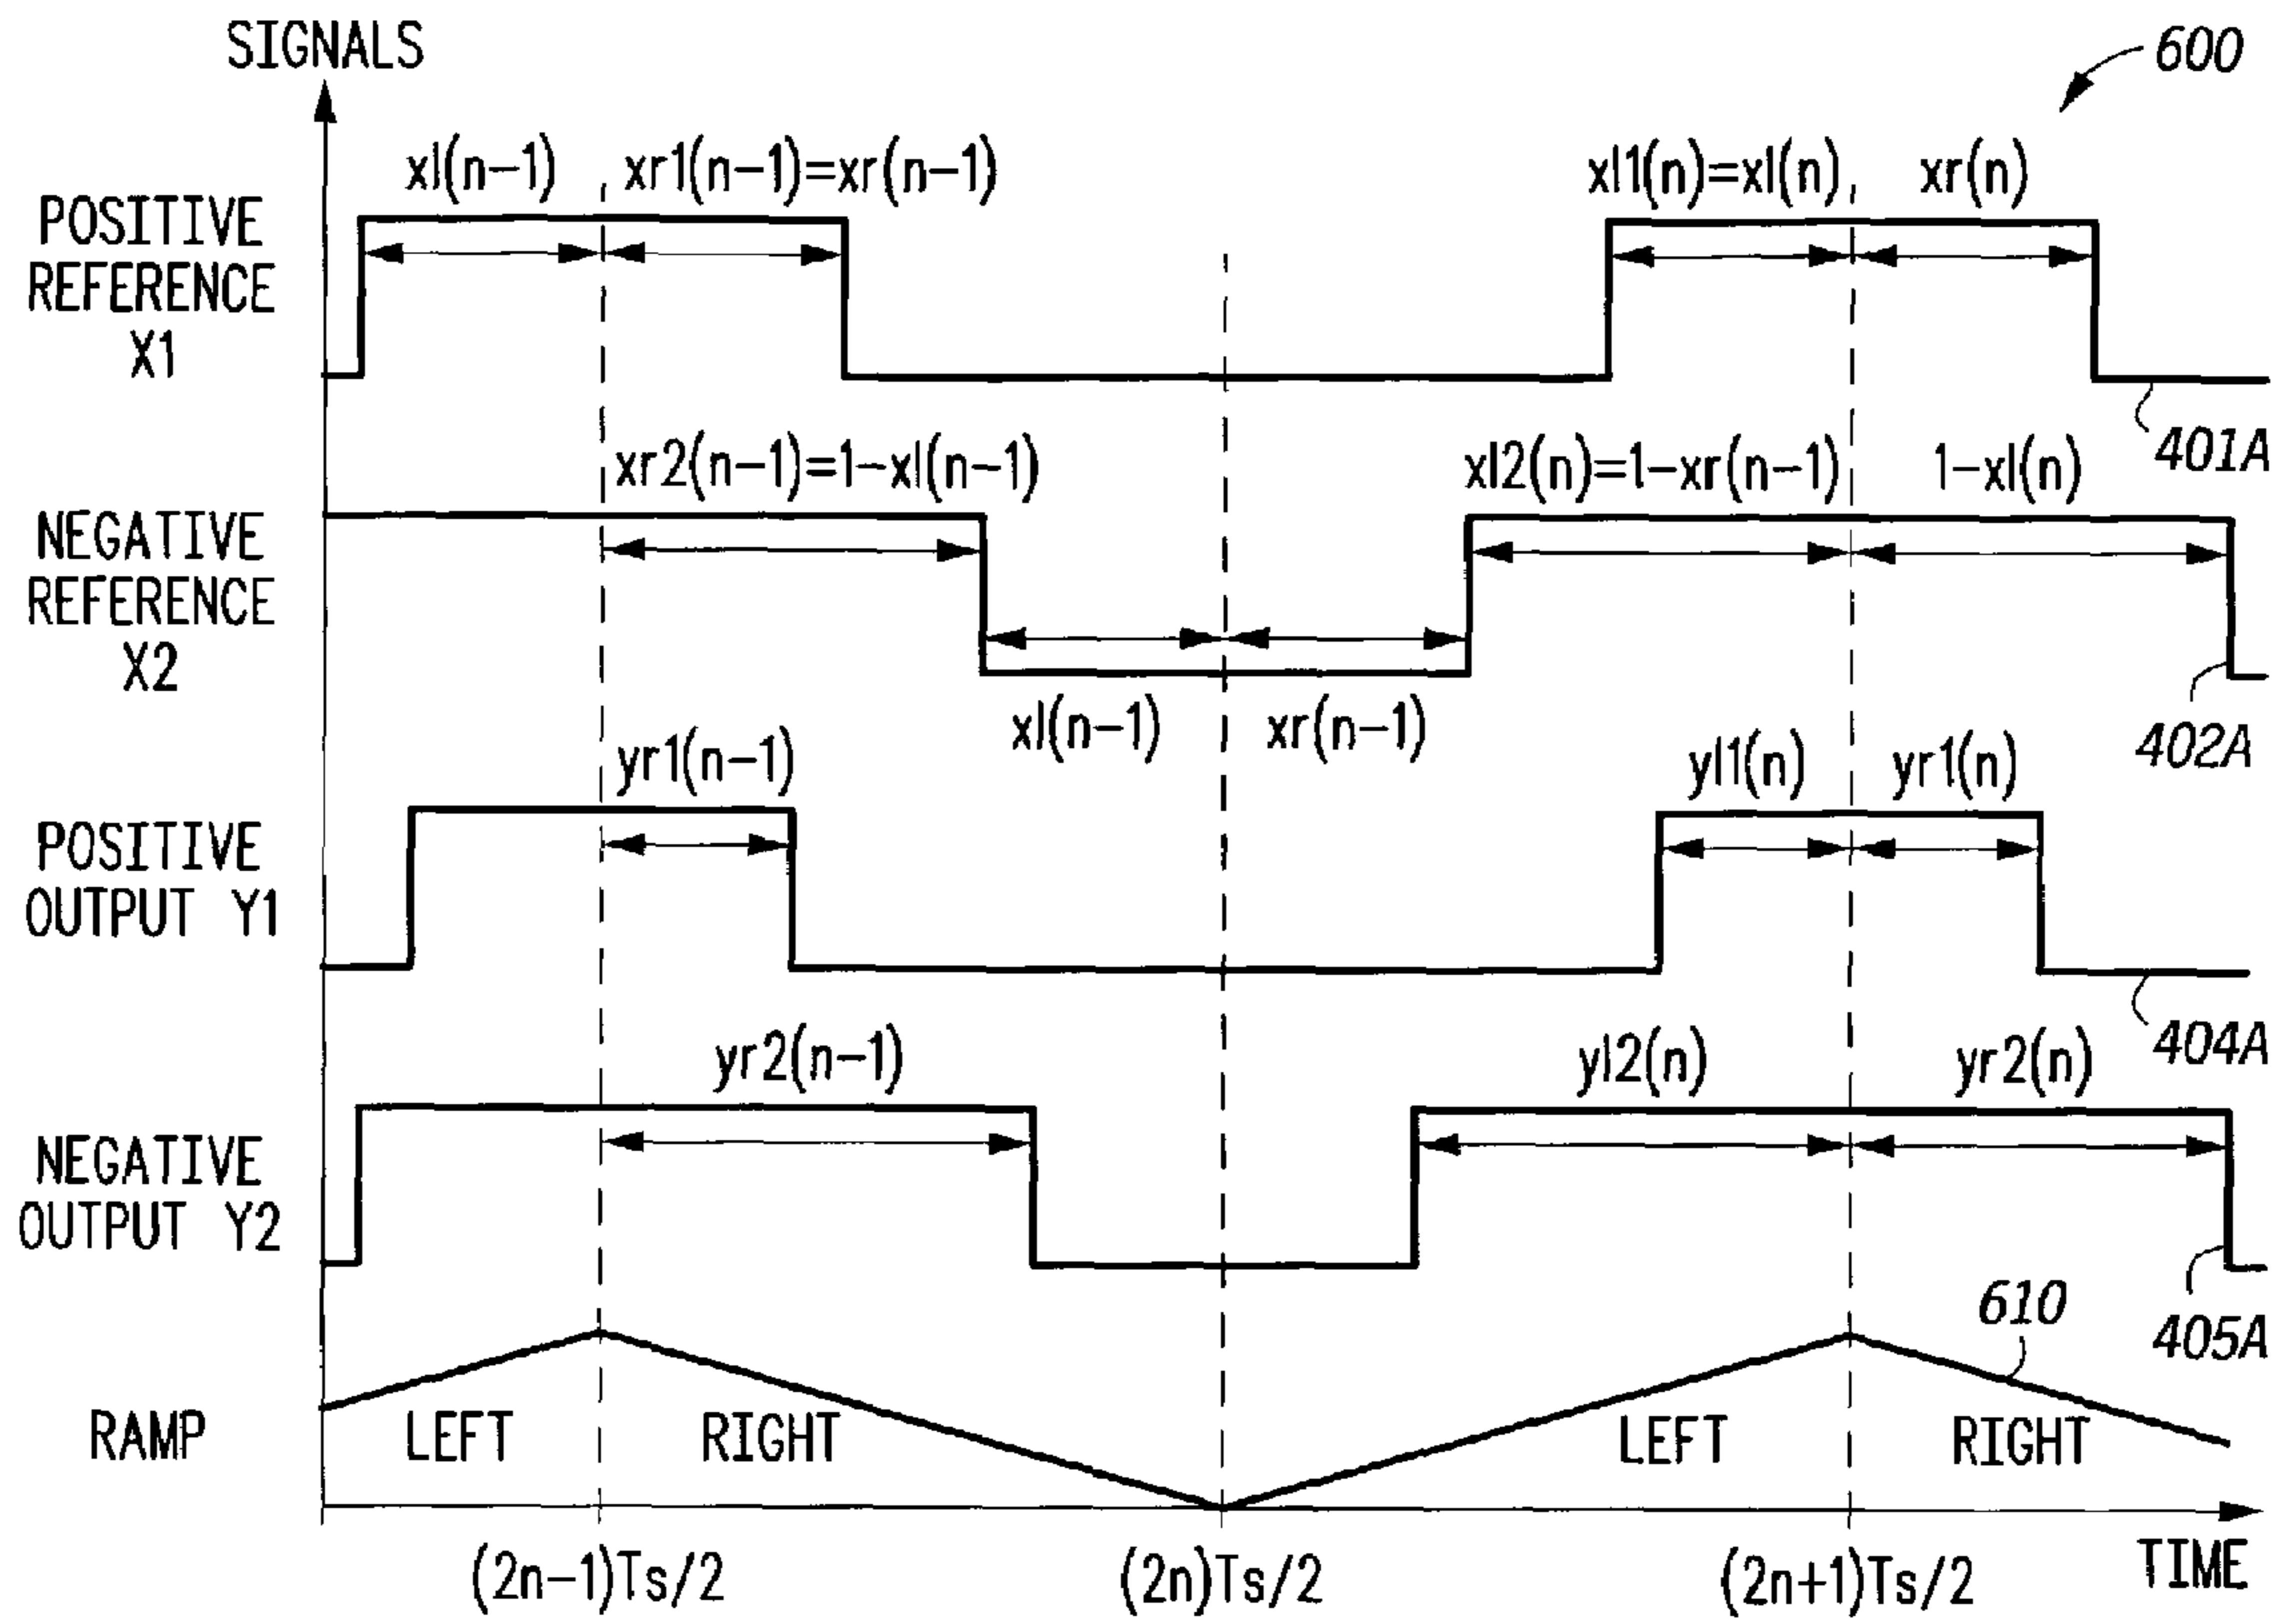 SIGNALS
600
xl(n-1)
xr1(n-1)=xr(n-1)
xl1(n)=xl(n)
xr(n)
POSITIVE
REFERENCE
X1
401A
xr2(n-1)=1-xl(n-1)
xl2(n)=1-xr(n-1)
1-xl(n)
NEGATIVE
REFERENCE
X2
xl(n-1)
xr(n-1)
402A
yr1(n-1)
yl1(n)
yr1(n)
POSITIVE
OUTPUT Y1
404A
yr2(n-1)
yl2(n)
yr2(n)
NEGATIVE
OUTPUT Y2
610
405A
RAMP
LEFT
RIGHT
LEFT
RIGHT
(2n-1)Ts/2
(2n)Ts/2
(2n+1)Ts/2
TIME